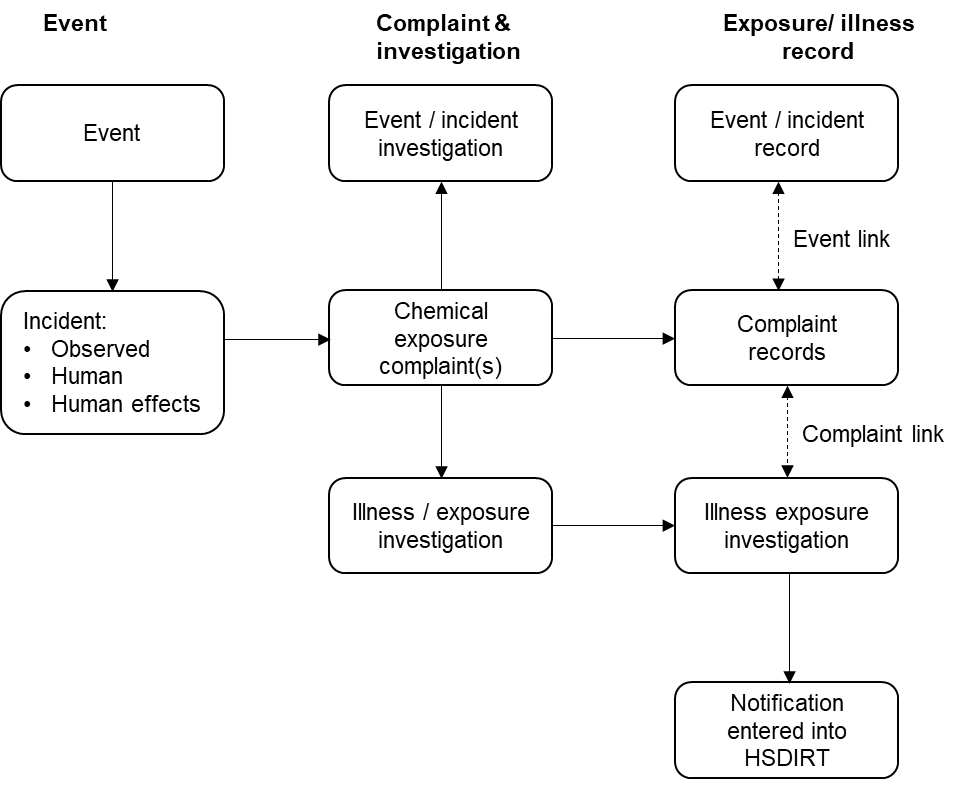 Event
Complaint &
investigation
Exposure/ illness
record
Event
Event / incident
investigation
Event / incident
record
Event link
Incident:
• Observed
• Human
• Human effects
Chemical
exposure
complaint(s)
Complaint
records
Complaint link
Illness / exposure
investigation
Illness exposure
investigation
Notification
entered into
HSDIRT